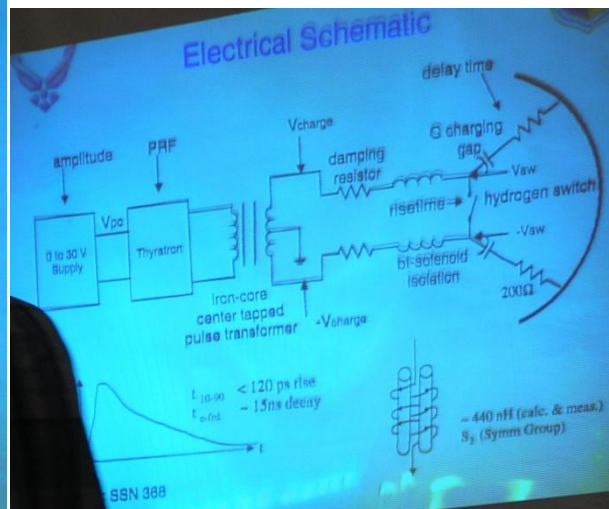 Electrical Schematic
delay time
Vcharge
G charging
gap
amplitude
PRF
damping
resistor
Vsw
Vpa
risetime
hydrogen switch
0 to 30 V
Supply
Thyratron
-Vsw
bi-solenoid
isolation
200Ω
Iron-core
center tapped
pulse transformer
-Vcharge
t 10-90 < 120 ps rise
~ 15ns decay
t
~ 440 nH (calc. & meas.)
S₂ (Symm Group)
SSN 368